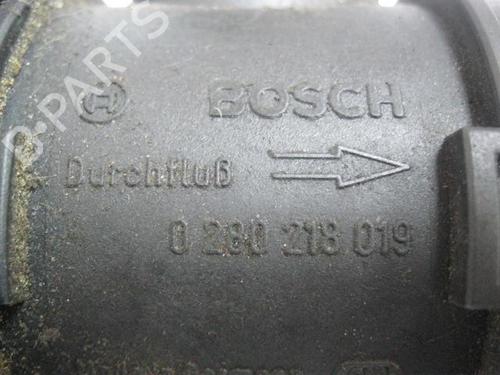 B-PARTS
BOSCH
Durchfluß
0 280 218 019